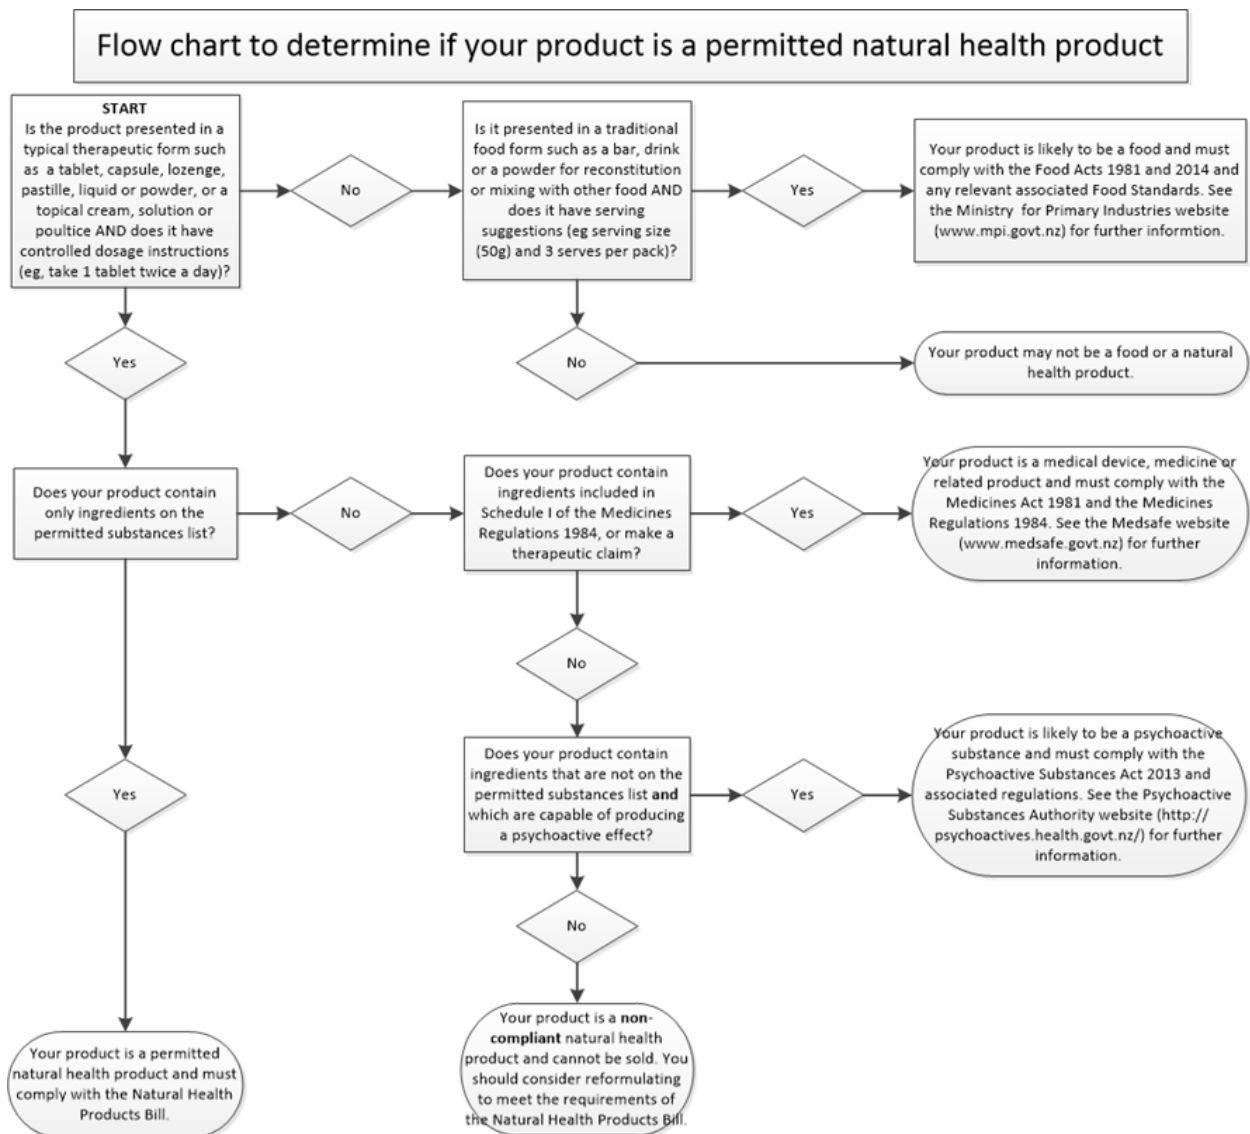 Flow chart to determine if your product is a permitted natural health product
START
Is the product presented in a
typical therapeutic form such
as a tablet, capsule, lozenge,
pastille, liquid or powder, or a
topical cream, solution or
poultice AND does it have
controlled dosage instructions
(eg, take 1 tablet twice a day)?
No
Is it presented in a traditional
food form such as a bar, drink
or a powder for reconstitution
or mixing with other food AND
does it have serving
suggestions (eg serving size
(50g) and 3 serves per pack)?
Yes
Your product is likely to be a food and must
comply with the Food Acts 1981 and 2014 and
any relevant associated Food Standards. See
the Ministry for Primary Industries website
(www.mpi.govt.nz) for further informtion.
Yes
No
Your product may not be a food or a natural
health product.
Does your product contain
only ingredients on the
permitted substances list?
No
Does your product contain
ingredients included in
Schedule I of the Medicines
Regulations 1984, or make a
therapeutic claim?
Yes
Your product is a medical device, medicine or
related product and must comply with the
Medicines Act 1981 and the Medicines
Regulations 1984. See the Medsafe website
(www.medsafe.govt.nz) for further
information.
No
Yes
Does your product contain
ingredients that are not on the
permitted substances list and
which are capable of producing
a psychoactive effect?
Yes
Your product is likely to be a psychoactive
substance and must comply with the
Psychoactive Substances Act 2013 and
associated regulations. See the Psychoactive
Substances Authority website (http://
psychoactives.health.govt.nz/) for further
information.
No
Your product is a permitted
natural health product and must
comply with the Natural Health
Products Bill.
Your product is a non-
compliant natural health
product and cannot be sold. You
should consider reformulating
to meet the requirements of
the Natural Health Products Bill.